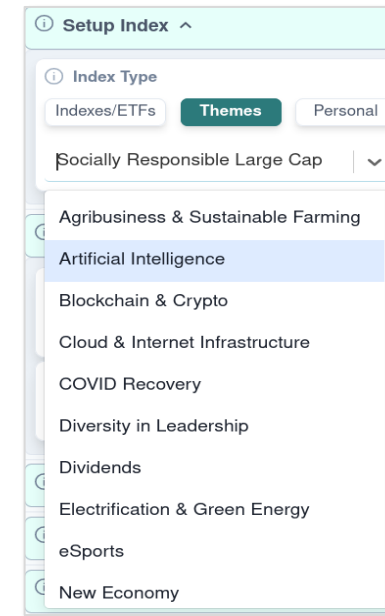 Setup Index
Index Type
Indexes/ETFs Themes Personal
Socially Responsible Large Cap
Agribusiness & Sustainable Farming
Artificial Intelligence
Blockchain & Crypto
Cloud & Internet Infrastructure
COVID Recovery
Diversity in Leadership
Dividends
Electrification & Green Energy
eSports
New Economy